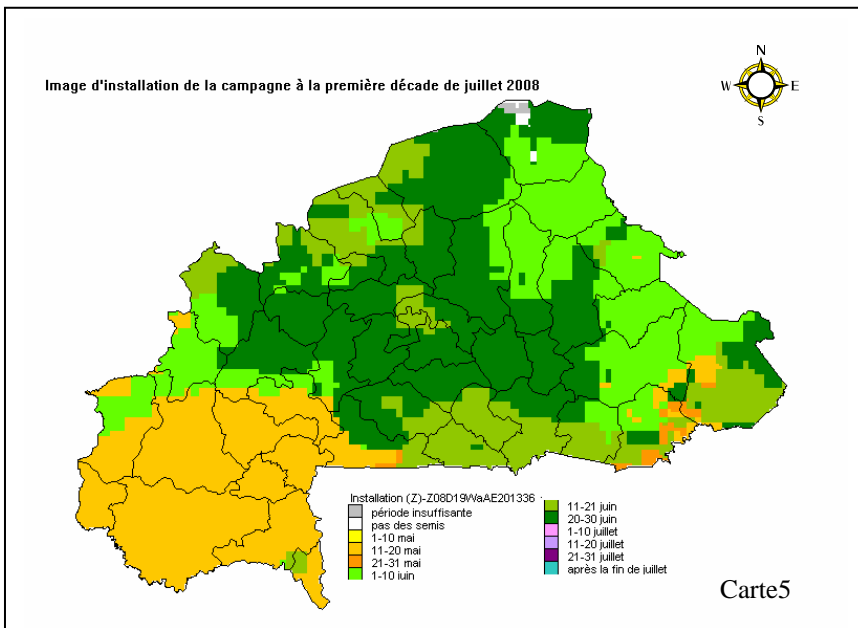 N
Image d'installation de la campagne à la première décade de juillet 2008
W E
S
Installation (Z)-Z08D19WaAE201336
période insuffisante
pas des semis
1-10 mai
11-20 mai
21-31 mai
1-10 juin
11-21 juin
20-30 juin
1-10 juillet
11-20 juillet
21-31 juillet
après la fin de juillet
Carte5